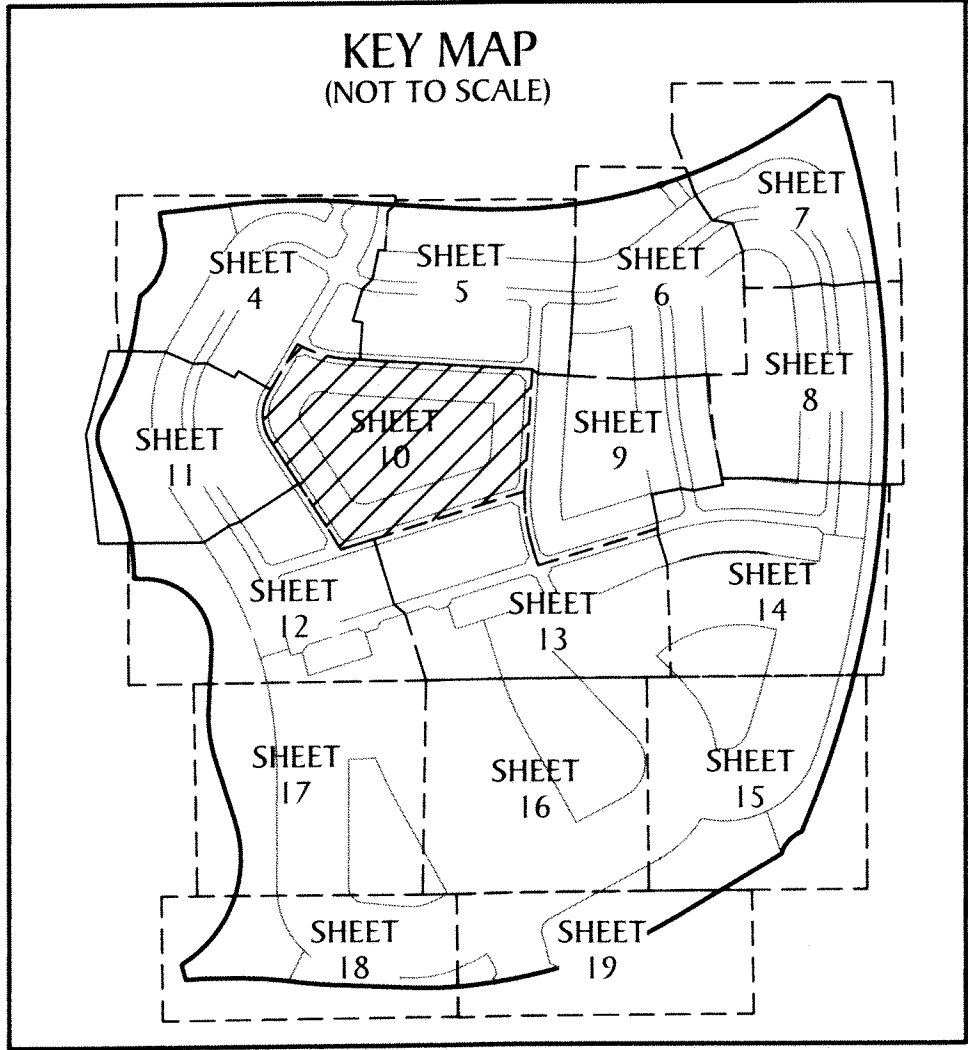 KEY MAP
(NOT TO SCALE)
SHEET
7
SHEET
4
SHEET
5
SHEET
6
SHEET
8
SHEET
11
SHEET
10
SHEET
9
SHEET
12
SHEET
13
SHEET
14
SHEET
17
SHEET
16
SHEET
15
SHEET
18
SHEET
19